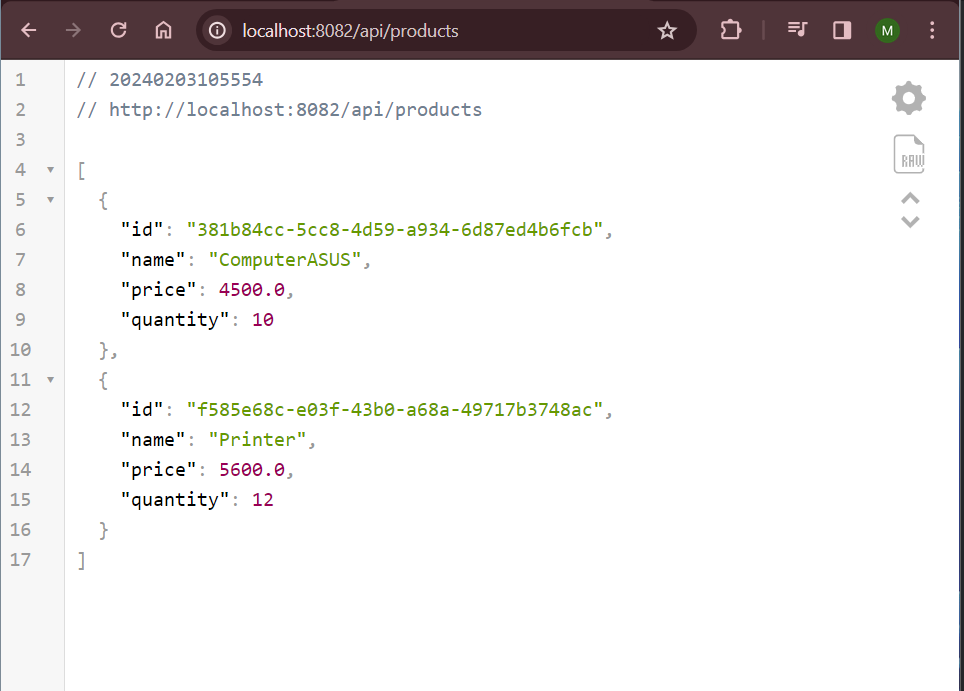 localhost:8082/api/products
M
1 // 20240203105554
2 // http://localhost:8082/api/products
3
4 [
5 {
6 "id": "381b84cc-5cc8-4d59-a934-6d87ed4b6fcb",
7 "name": "ComputerASUS",
8 "price": 4500.0,
9 "quantity": 10
10 },
11 {
12 "id": "f585e68c-e03f-43b0-a68a-49717b3748ac",
13 "name": "Printer",
14 "price": 5600.0,
15 "quantity": 12
16 }
17 ]
RAW